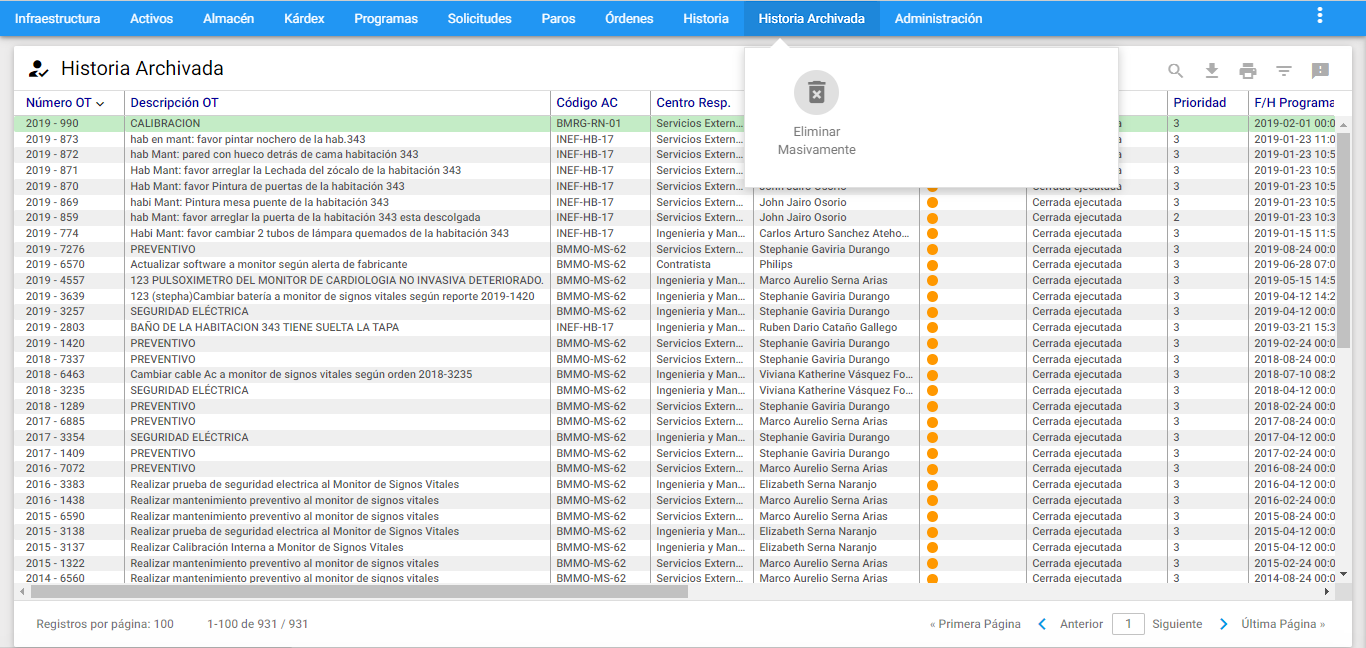 Infraestructura Activos Almacén Kárdex Programas Solicitudes Paros Órdenes Historia Historia Archivada Administración
Historia Archivada
Eliminar
Masivamente
Número OT Descripción OT Código AC Centro Resp. Prioridad F/H Programa
2019 - 990 CALIBRACION BMRG-RN-01 Servicios Extern... 3 2019-02-01 00:0
2019 - 873 hab en mant: favor pintar nochero de la hab.343 INEF-HB-17 Servicios Extern... 3 2019-01-23 11:0
2019 - 872 hab Mant: pared con hueco detrás de cama habitación 343 INEF-HB-17 Servicios Extern... 3 2019-01-23 10:5
2019 - 871 Hab Mant: favor arreglar la Lechada del zócalo de la habitación 343 INEF-HB-17 Servicios Extern... 3 2019-01-23 10:5
2019 - 870 Hab Mant: favor Pintura de puertas de la habitación 343 INEF-HB-17 Servicios Extern... John Jairo Osorio Cerrada ejecutada 3 2019-01-23 10:5
2019 - 869 habi Mant: Pintura mesa puente de la habitación 343 INEF-HB-17 Servicios Extern... John Jairo Osorio Cerrada ejecutada 3 2019-01-23 10:5
2019 - 859 hab Mant: favor arreglar la puerta de la habitación 343 esta descolgada INEF-HB-17 Servicios Extern... John Jairo Osorio Cerrada ejecutada 2 2019-01-23 10:3
2019 - 774 Habi Mant: favor cambiar 2 tubos de lámpara quemados de la habitación 343 INEF-HB-17 Ingenieria y Man... Carlos Arturo Sanchez Ateho... Cerrada ejecutada 3 2019-01-15 11:5
2019 - 7276 PREVENTIVO BMMO-MS-62 Servicios Extern... Stephanie Gaviria Durango Cerrada ejecutada 3 2019-08-24 00:0
2019 - 6570 Actualizar software a monitor según alerta de fabricante BMMO-MS-62 Contratista Philips Cerrada ejecutada 3 2019-06-28 07:0
2019 - 4557 123 PULSOXIMETRO DEL MONITOR DE CARDIOLOGIA NO INVASIVA DETERIORADO. BMMO-MS-62 Ingenieria y Man... Marco Aurelio Serna Arias Cerrada ejecutada 3 2019-05-15 14:5
2019 - 3639 123 (stepha)Cambiar batería a monitor de signos vitales según reporte 2019-1420 BMMO-MS-62 Ingenieria y Man... Stephanie Gaviria Durango Cerrada ejecutada 3 2019-04-12 14:2
2019 - 3257 SEGURIDAD ELÉCTRICA BMMO-MS-62 Ingenieria y Man... Stephanie Gaviria Durango Cerrada ejecutada 3 2019-04-12 00:0
2019 - 2803 BAÑO DE LA HABITACION 343 TIENE SUELTA LA TAPA INEF-HB-17 Ingenieria y Man... Ruben Dario Cataño Gallego Cerrada ejecutada 3 2019-03-21 15:3
2019 - 1420 PREVENTIVO BMMO-MS-62 Servicios Extern... Stephanie Gaviria Durango Cerrada ejecutada 3 2019-02-24 00:0
2018 - 7337 PREVENTIVO BMMO-MS-62 Servicios Extern... Stephanie Gaviria Durango Cerrada ejecutada 3 2018-08-24 00:0
2018 - 6463 Cambiar cable Ac a monitor de signos vitales según orden 2018-3235 BMMO-MS-62 Ingenieria y Man... Viviana Katherine Vásquez Fo... Cerrada ejecutada 3 2018-07-10 08:2
2018 - 3235 SEGURIDAD ELÉCTRICA BMMO-MS-62 Ingenieria y Man... Viviana Katherine Vásquez Fo... Cerrada ejecutada 3 2018-04-12 00:0
2018 - 1289 PREVENTIVO BMMO-MS-62 Servicios Extern... Stephanie Gaviria Durango Cerrada ejecutada 3 2018-02-24 00:0
2017 - 6885 PREVENTIVO BMMO-MS-62 Servicios Extern... Marco Aurelio Serna Arias Cerrada ejecutada 3 2017-08-24 00:0
2017 - 3354 SEGURIDAD ELÉCTRICA BMMO-MS-62 Ingenieria y Man... Stephanie Gaviria Durango Cerrada ejecutada 3 2017-04-12 00:0
2017 - 1409 PREVENTIVO BMMO-MS-62 Servicios Extern... Stephanie Gaviria Durango Cerrada ejecutada 3 2017-02-24 00:0
2016 - 7072 PREVENTIVO BMMO-MS-62 Servicios Extern... Marco Aurelio Serna Arias Cerrada ejecutada 3 2016-08-24 00:0
2016 - 3383 Realizar prueba de seguridad electrica al Monitor de Signos Vitales BMMO-MS-62 Ingenieria y Man... Elizabeth Serna Naranjo Cerrada ejecutada 3 2016-04-12 00:0
2016 - 1438 Realizar mantenimiento preventivo al monitor de signos vitales BMMO-MS-62 Servicios Extern... Marco Aurelio Serna Arias Cerrada ejecutada 3 2016-02-24 00:0
2015 - 6590 Realizar mantenimiento preventivo al monitor de signos vitales BMMO-MS-62 Servicios Extern... Marco Aurelio Serna Arias Cerrada ejecutada 3 2015-08-24 00:0
2015 - 3138 Realizar prueba de seguridad electrica al Monitor de Signos Vitales BMMO-MS-62 Ingenieria y Man... Elizabeth Serna Naranjo Cerrada ejecutada 3 2015-04-12 00:0
2015 - 3137 Realizar Calibración Interna a Monitor de Signos Vitales BMMO-MS-62 Ingenieria y Man... Elizabeth Serna Naranjo Cerrada ejecutada 3 2015-04-12 00:0
2015 - 1322 Realizar mantenimiento preventivo al monitor de signos vitales BMMO-MS-62 Servicios Extern... Marco Aurelio Serna Arias Cerrada ejecutada 3 2015-02-24 00:0
2014 - 6560 Realizar mantenimiento preventivo al monitor de signos vitales BMMO-MS-62 Servicios Extern... Marco Aurelio Serna Arias Cerrada ejecutada 3 2014-08-24 00:0
Registros por página: 100 1-100 de 931 / 931 « Primera Página Anterior 1 Siguiente Última Página »